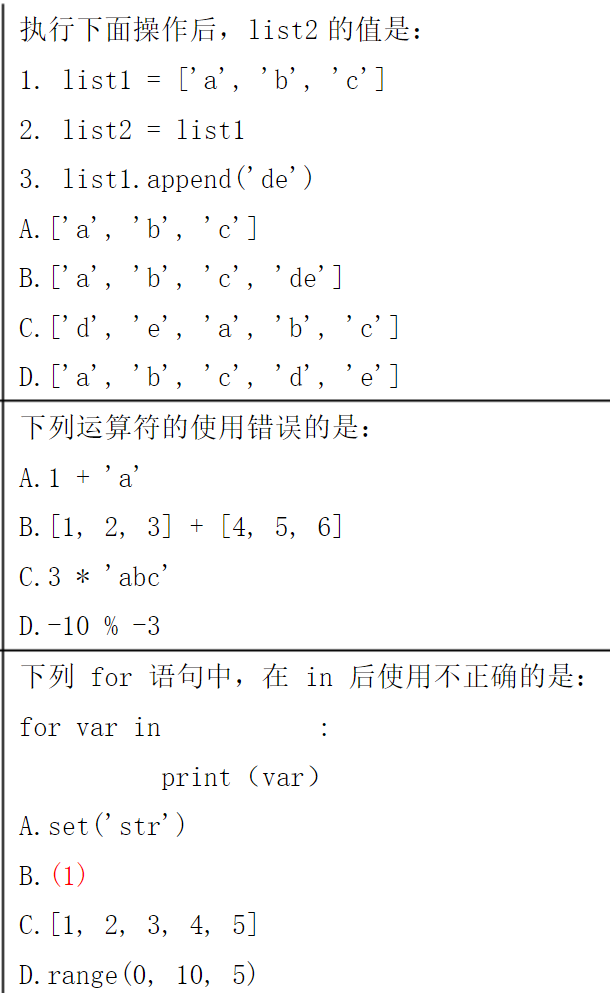 执行下面操作后，list2 的值是：
1. list1 = ['a', 'b', 'c']
2. list2 = list1
3. list1.append('de')
A.['a', 'b', 'c']
B.['a', 'b', 'c', 'de']
C.['d', 'e', 'a', 'b', 'c']
D.['a', 'b', 'c', 'd', 'e']
下列运算符的使用错误的是：
A.1 + 'a'
B.[1, 2, 3] + [4, 5, 6]
C.3 * 'abc'
D.-10 % -3
下列 for 语句中，在 in 后使用不正确的是：
for var in          :
print（var）
A.set('str')
B.(1)
C.[1, 2, 3, 4, 5]
D.range(0, 10, 5)